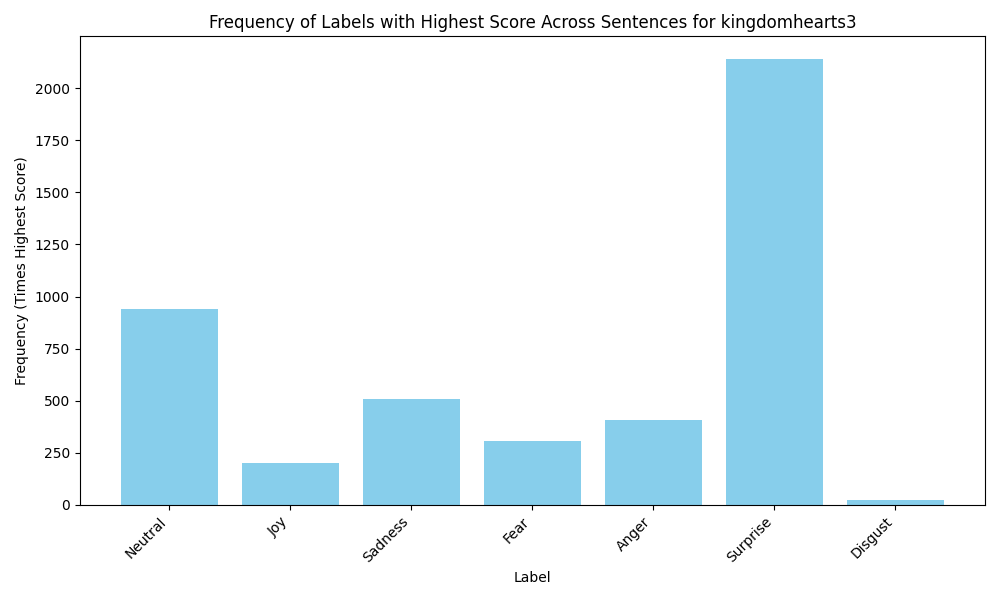 Frequency of Labels with Highest Score Across Sentences for kingdomhearts3
Frequency (Times Highest Score)
2000
1750
1500
1250
1000
750
500
250
0
Neutral
Joy
Sadness
Fear
Anger
Surprise
Disgust
Label